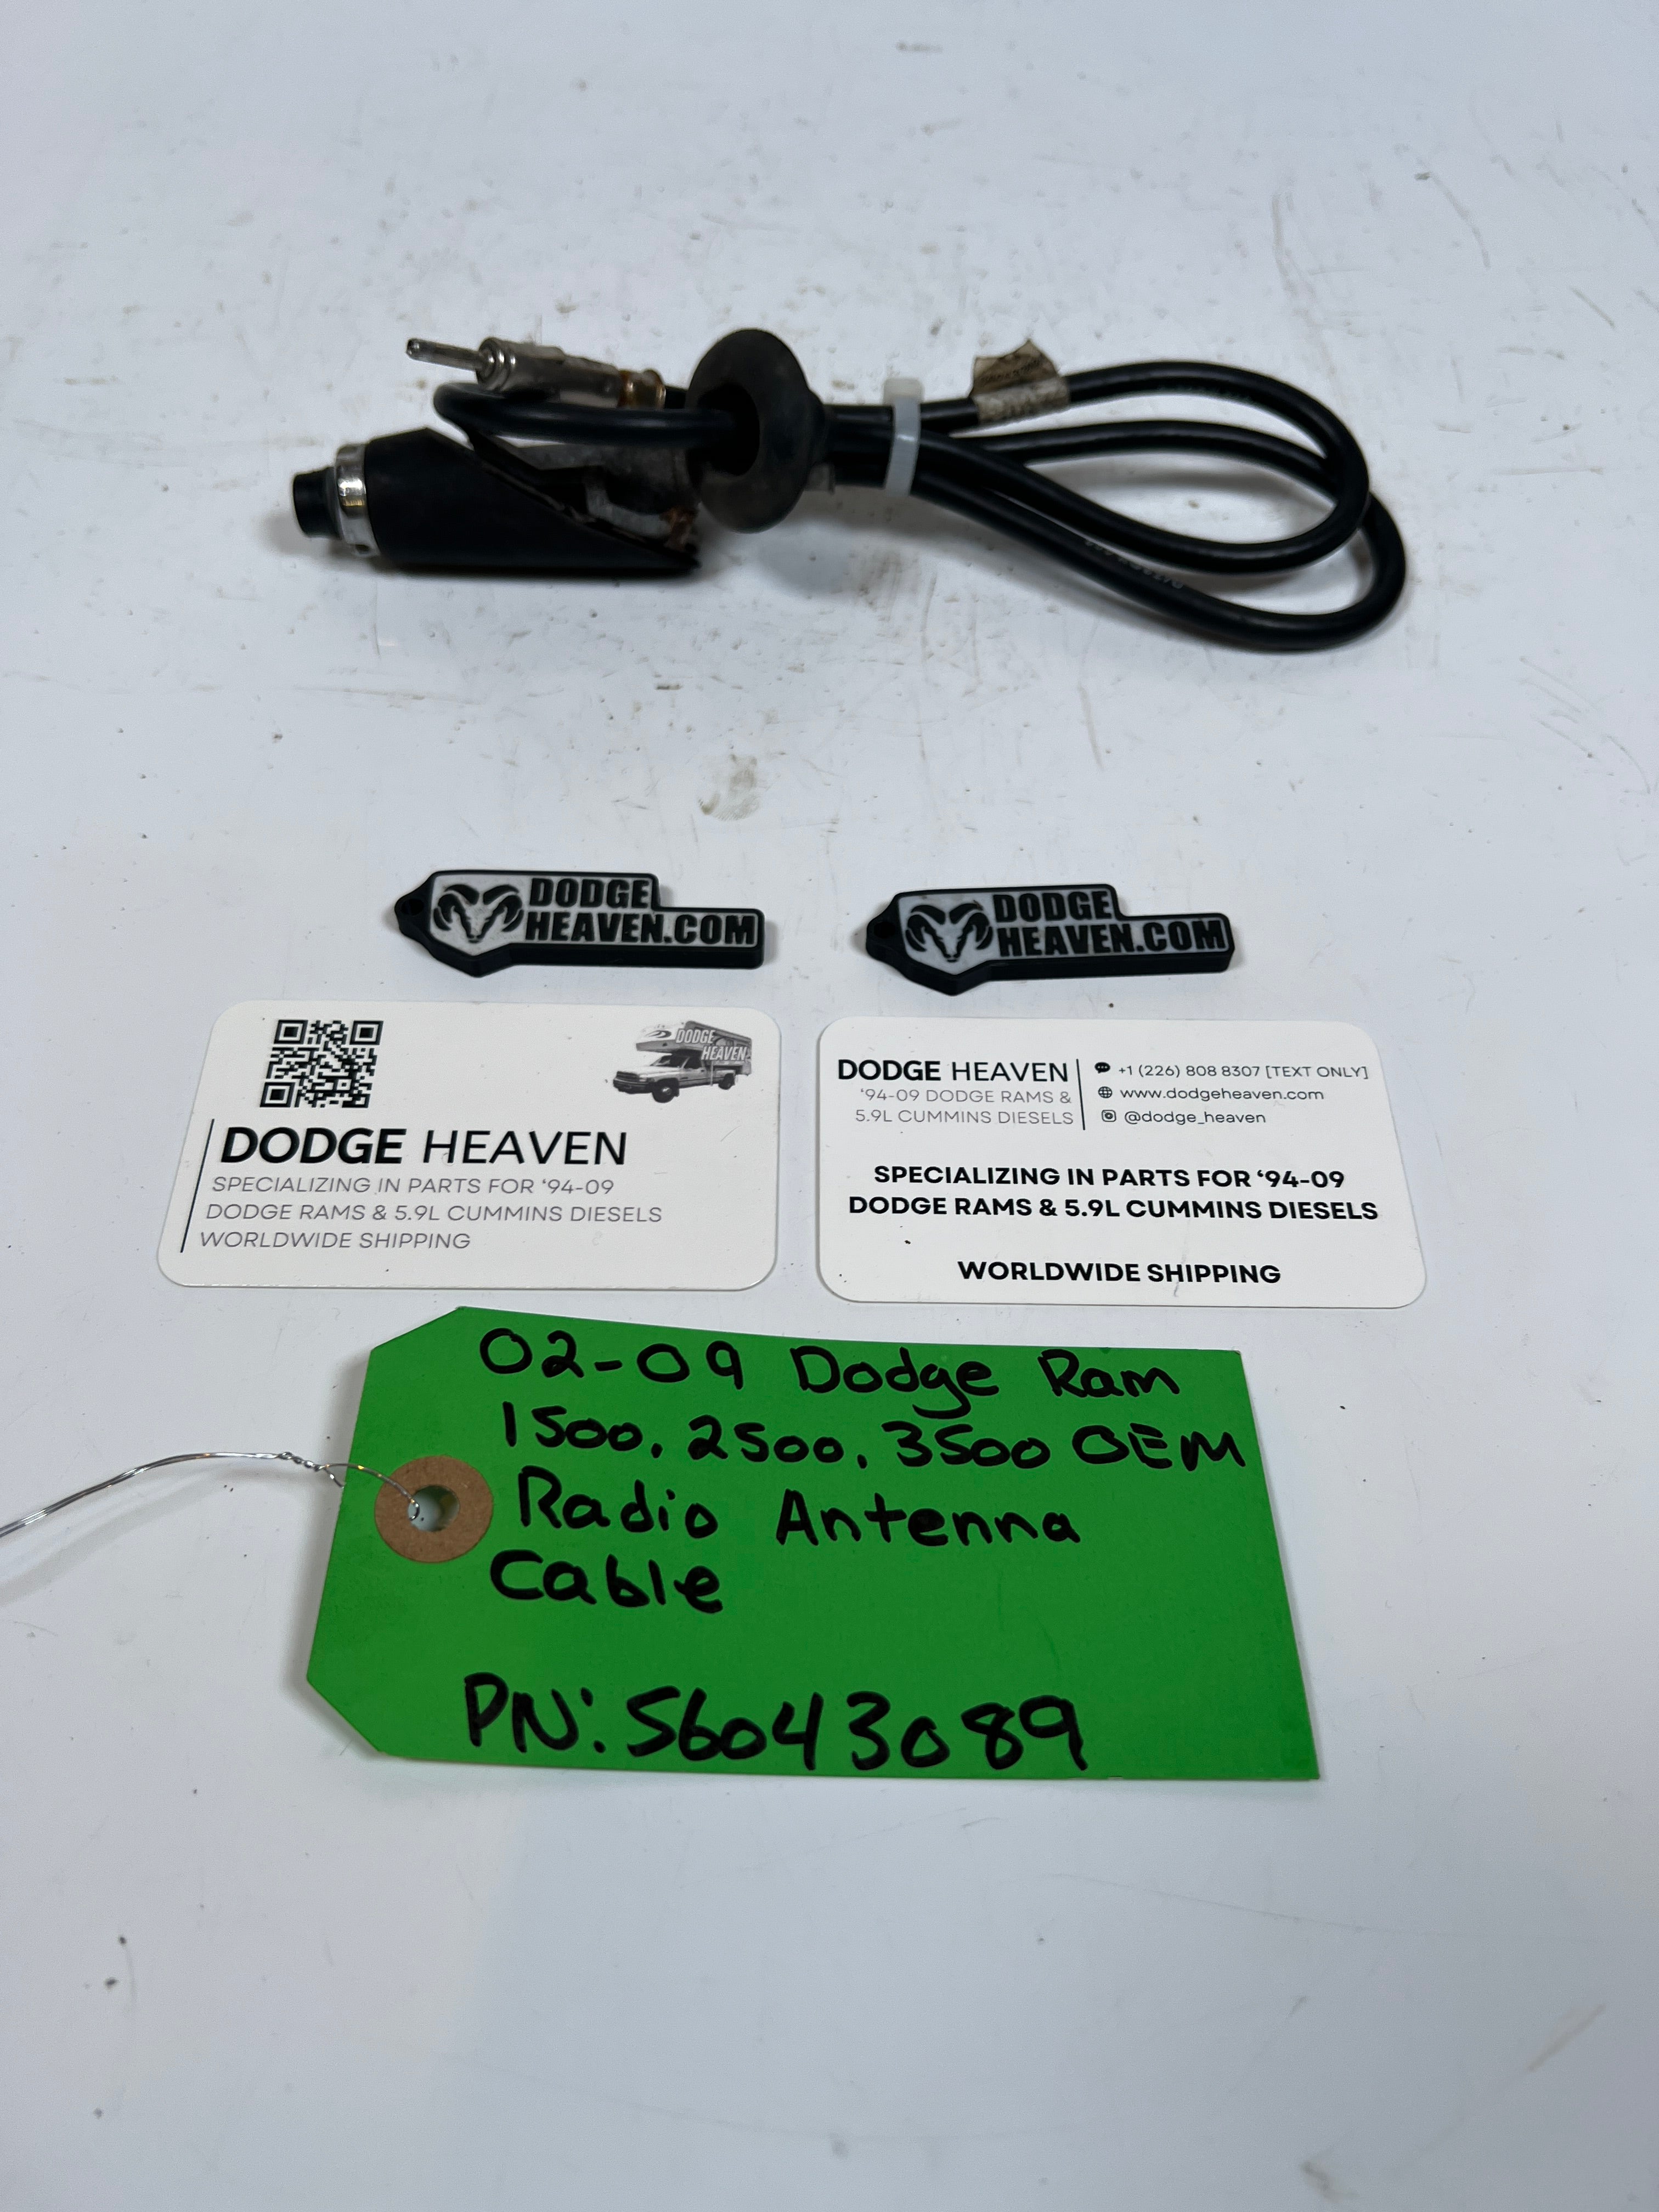 DODGE
HEAVEN.COM
DODGE
HEAVEN.COM
DODGE
HEAVEN
DODGE HEAVEN
SPECIALIZING IN PARTS FOR ‘94-09
DODGE RAMS & 5.9L CUMMINS DIESELS
WORLDWIDE SHIPPING
DODGE HEAVEN
‘94-09 DODGE RAMS &
5.9L CUMMINS DIESELS
+1 (226) 808 8307 [TEXT ONLY]
www.dodgeheaven.com
@dodge_heaven
SPECIALIZING IN PARTS FOR ‘94-09
DODGE RAMS & 5.9L CUMMINS DIESELS
WORLDWIDE SHIPPING
02-09 Dodge Ram
1500, 2500, 3500 OEM
Radio Antenna
Cable
PN: 56043089